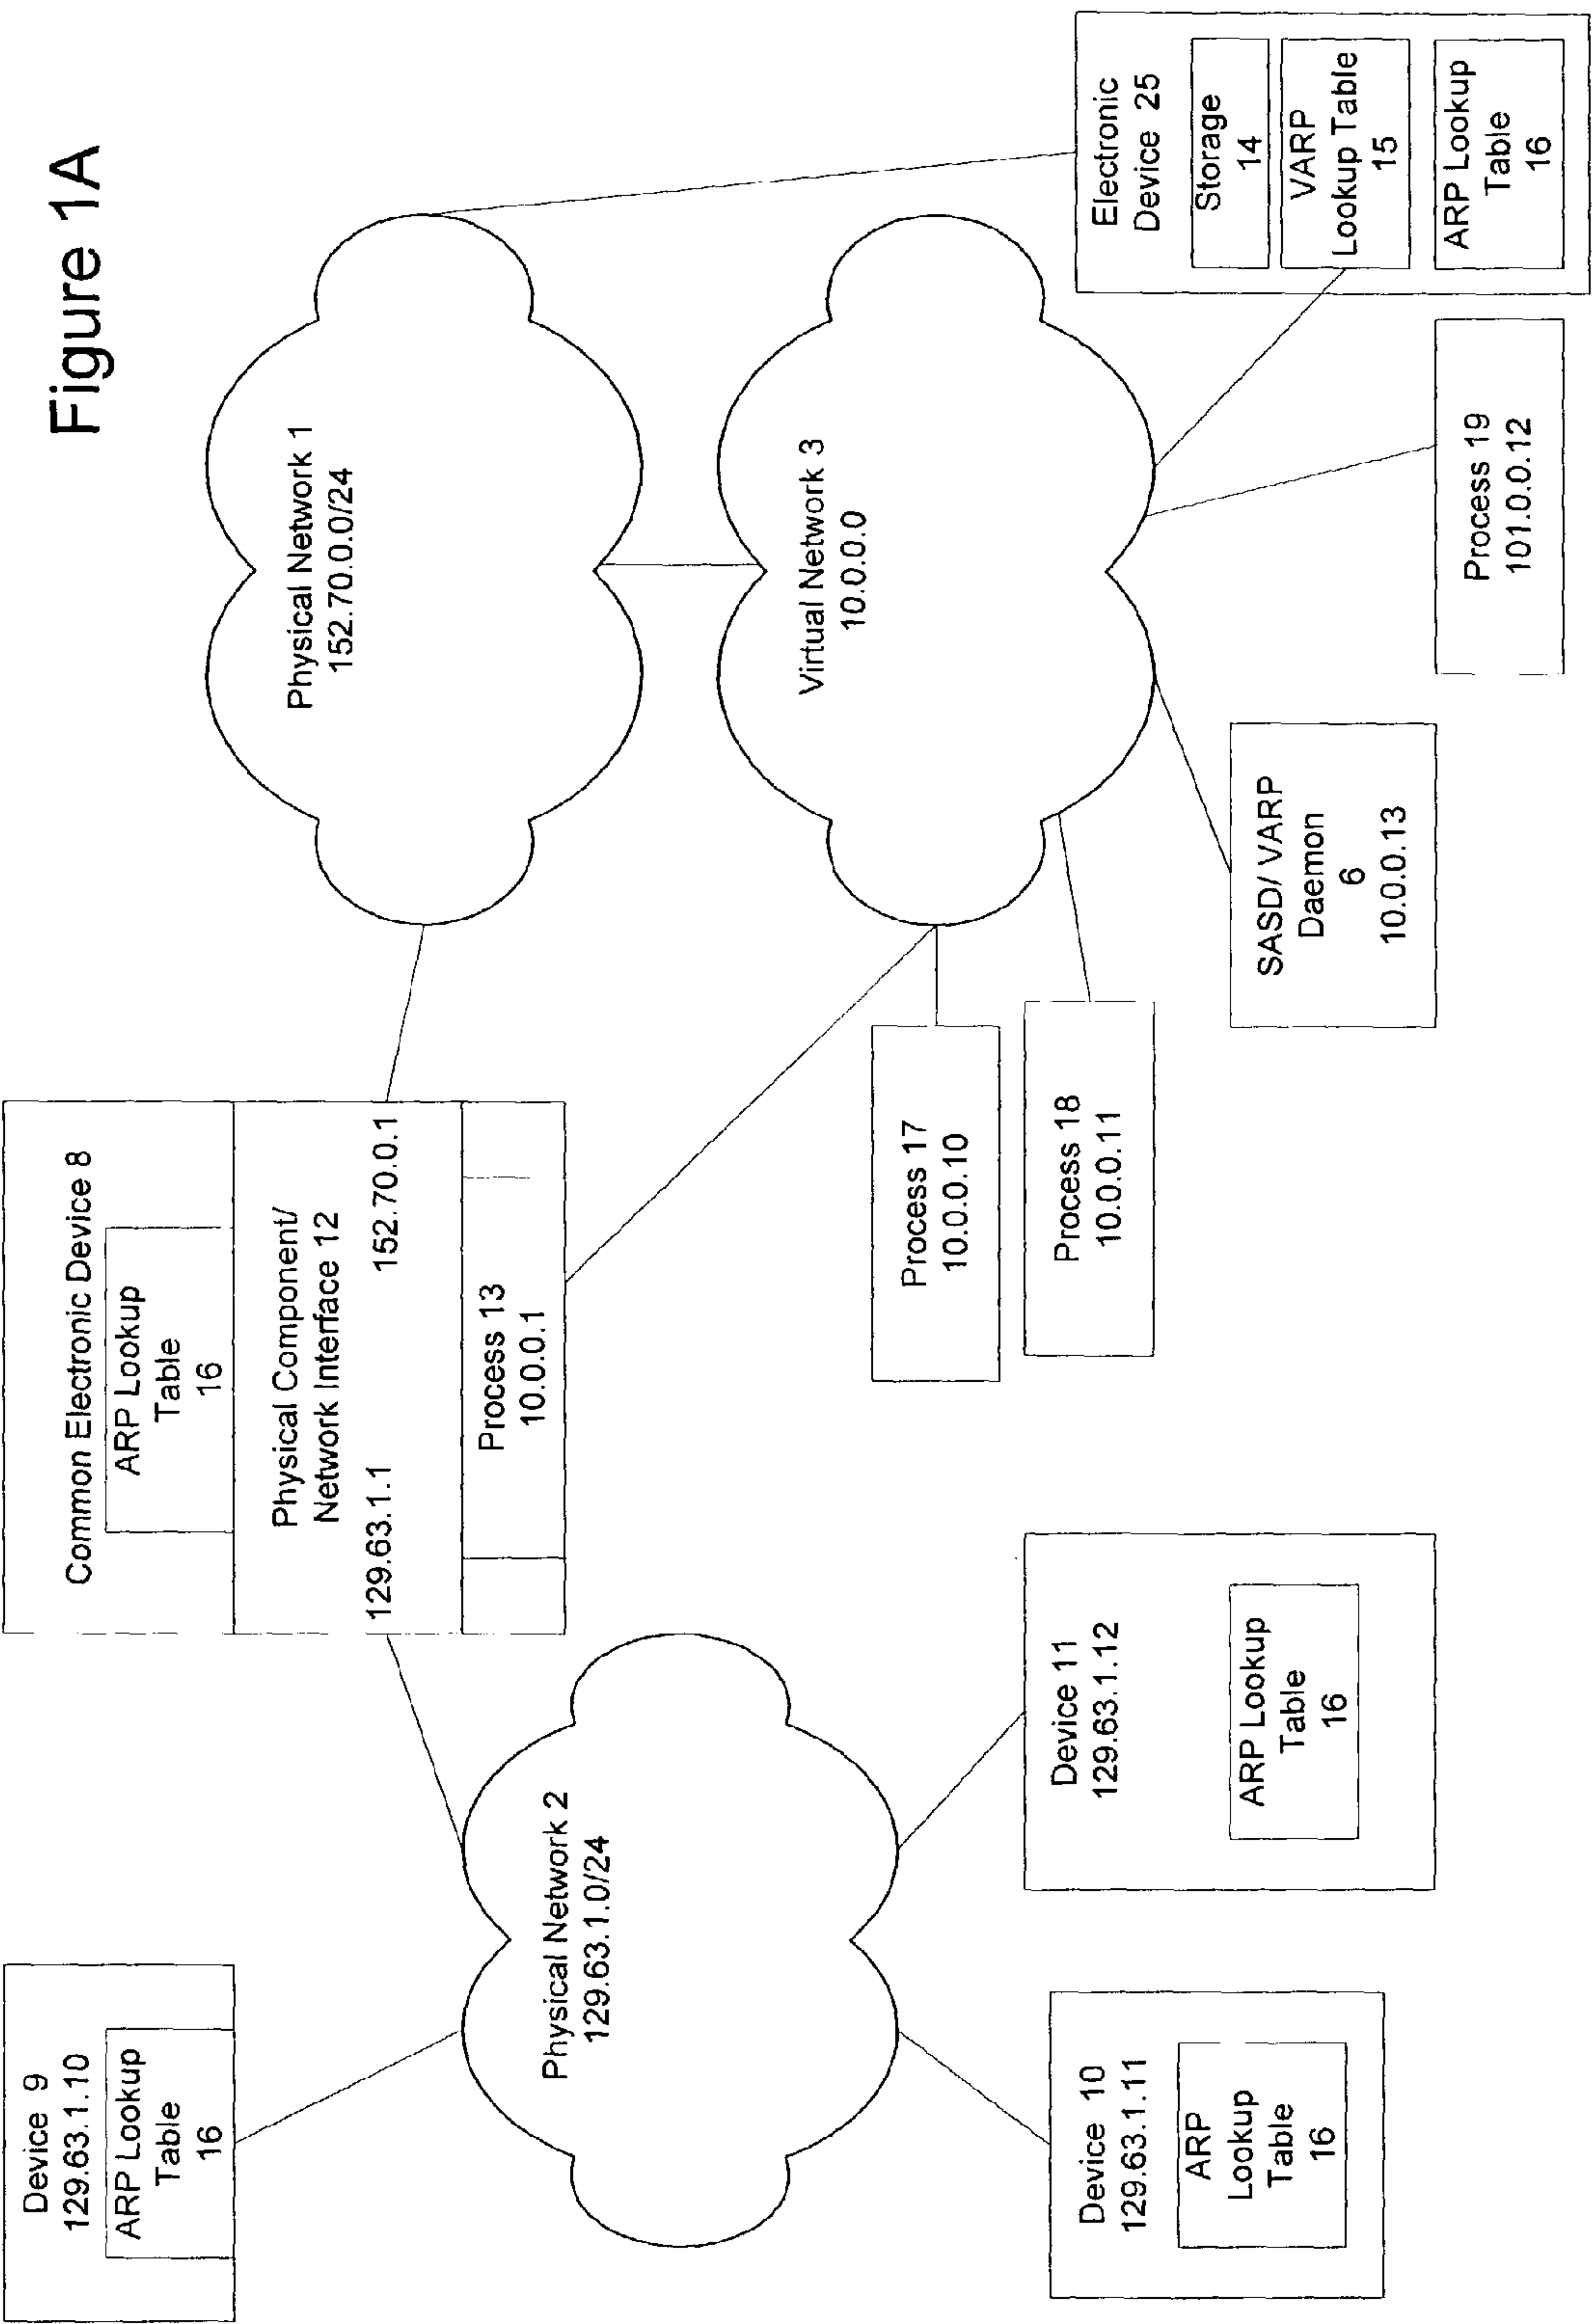 Figure 1A
Device 9
129.63.1.10
ARP Lookup
Table
16
Common Electronic Device 8
ARP Lookup
Table
16
Physical Component/
Network Interface 12
129.63.1.1
152.70.0.1
Process 13
10.0.0.1
Physical Network 1
152.70.0.0/24
Physical Network 2
129.63.1.0/24
Virtual Network 3
10.0.0.0
Process 17
10.0.0.10
Process 18
10.0.0.11
Device 10
129.63.1.11
ARP
Lookup
Table
16
Device 11
129.63.1.12
ARP Lookup
Table
16
SASD/ VARP
Daemon
6
10.0.0.13
Process 19
101.0.0.12
Electronic
Device 25
Storage
14
VARP
Lookup Table
15
ARP Lookup
Table
16